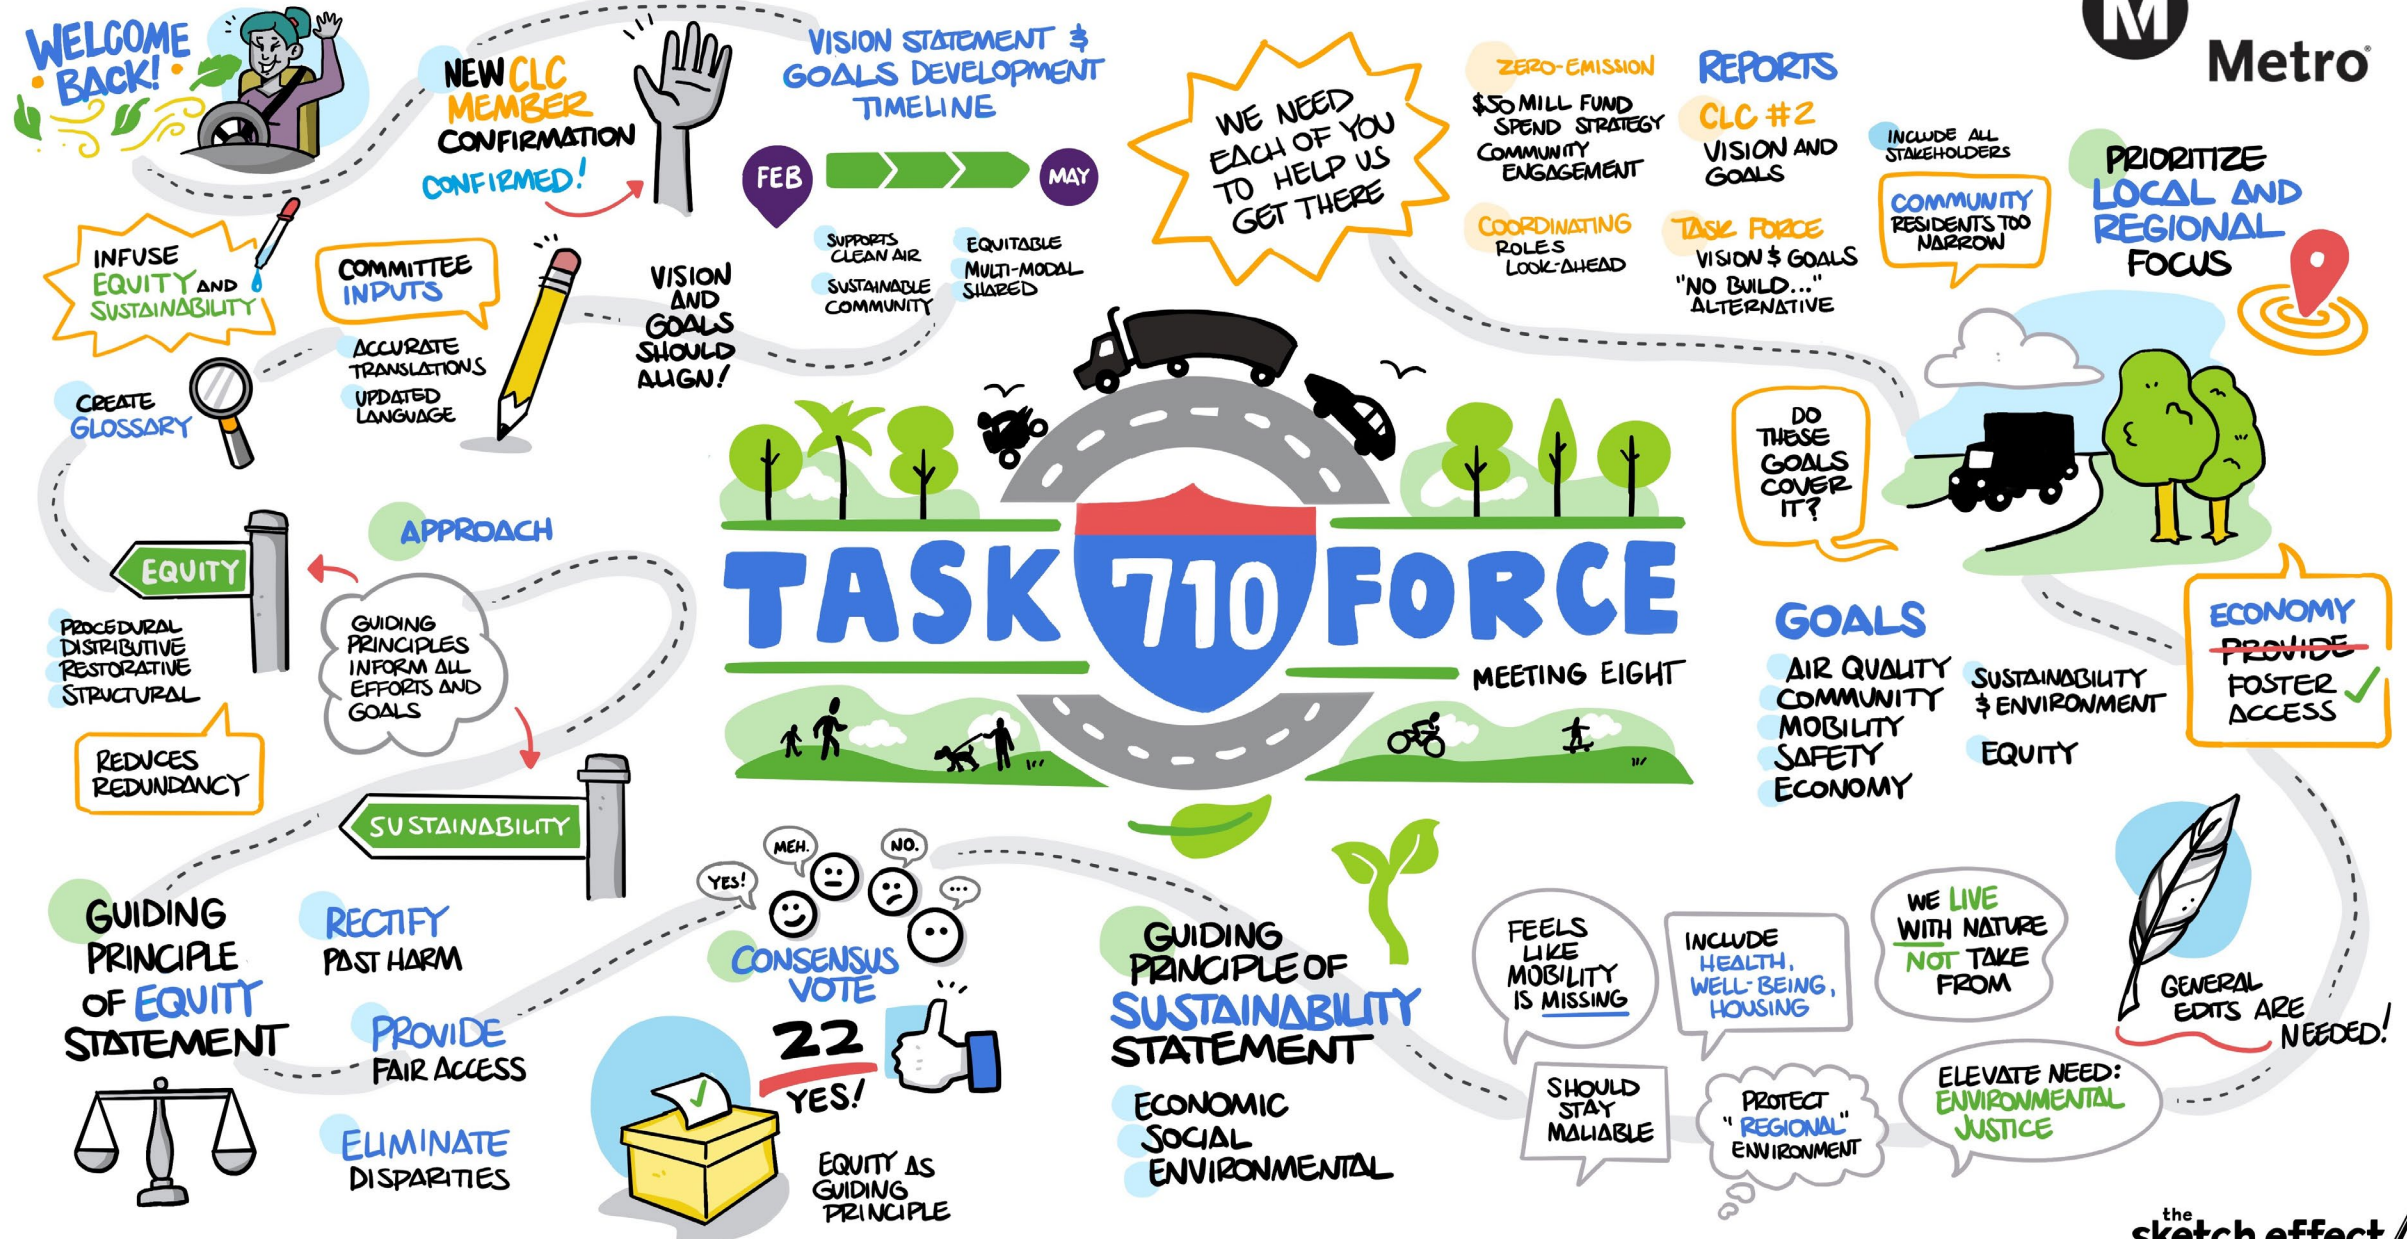 WELCOME
BACK!
NEW CLC
MEMBER
CONFIRMATION
CONFIRMED!
VISION STATEMENT &
GOALS DEVELOPMENT
TIMELINE
FEB
MAY
SUPPORTS
CLEAN AIR
SUSTAINABLE
COMMUNITY
EQUITABLE
MULTI-MODAL
SHARED
VISION
AND
GOALS
SHOULD
ALIGN!
COMMITTEE
INPUTS
ACCURATE
TRANSLATIONS
UPDATED
LANGUAGE
INFUSE
EQUITY AND
SUSTAINABILITY
CREATE
GLOSSARY
EQUITY
PROCEDURAL
DISTRIBUTIVE
RESTORATIVE
STRUCTURAL
REDUCES
REDUNDANCY
APPROACH
GUIDING
PRINCIPLES
INFORM ALL
EFFORTS AND
GOALS
SUSTAINABILITY
GUIDING
PRINCIPLE
OF EQUITY
STATEMENT
RECTIFY
PAST HARM
PROVIDE
FAIR ACCESS
ELIMINATE
DISPARITIES
YES!
MEH.
NO.
...
CONSENSUS
VOTE
22
YES!
EQUITY AS
GUIDING
PRINCIPLE
TASK 710 FORCE
MEETING EIGHT
GUIDING
PRINCIPLE OF
SUSTAINABILITY
STATEMENT
ECONOMIC
SOCIAL
ENVIRONMENTAL
FEELS
LIKE
MOBILITY
IS MISSING
INCLUDE
HEALTH,
WELL-BEING,
HOUSING
WE LIVE
WITH NATURE
NOT TAKE
FROM
SHOULD
STAY
MALIABLE
PROTECT
"REGIONAL"
ENVIRONMENT
ELEVATE NEED:
ENVIRONMENTAL
JUSTICE
GENERAL
EDITS ARE
NEEDED!
WE NEED
EACH OF YOU
TO HELP US
GET THERE
ZERO-EMISSION
$50 MILL FUND
SPEND STRATEGY
COMMUNITY
ENGAGEMENT
COORDINATING
ROLES
LOOK-AHEAD
REPORTS
CLC #2
VISION AND
GOALS
TASK FORCE
VISION & GOALS
"NO BUILD..."
ALTERNATIVE
INCLUDE ALL
STAKEHOLDERS
COMMUNITY
RESIDENTS TOO
NARROW
PRIORITIZE
LOCAL AND
REGIONAL
FOCUS
DO
THESE
GOALS
COVER
IT?
GOALS
AIR QUALITY
COMMUNITY
MOBILITY
SAFETY
ECONOMY
SUSTAINABILITY
& ENVIRONMENT
EQUITY
ECONOMY
PROVIDE
FOSTER
ACCESS
M
Metro
the
sketch effect